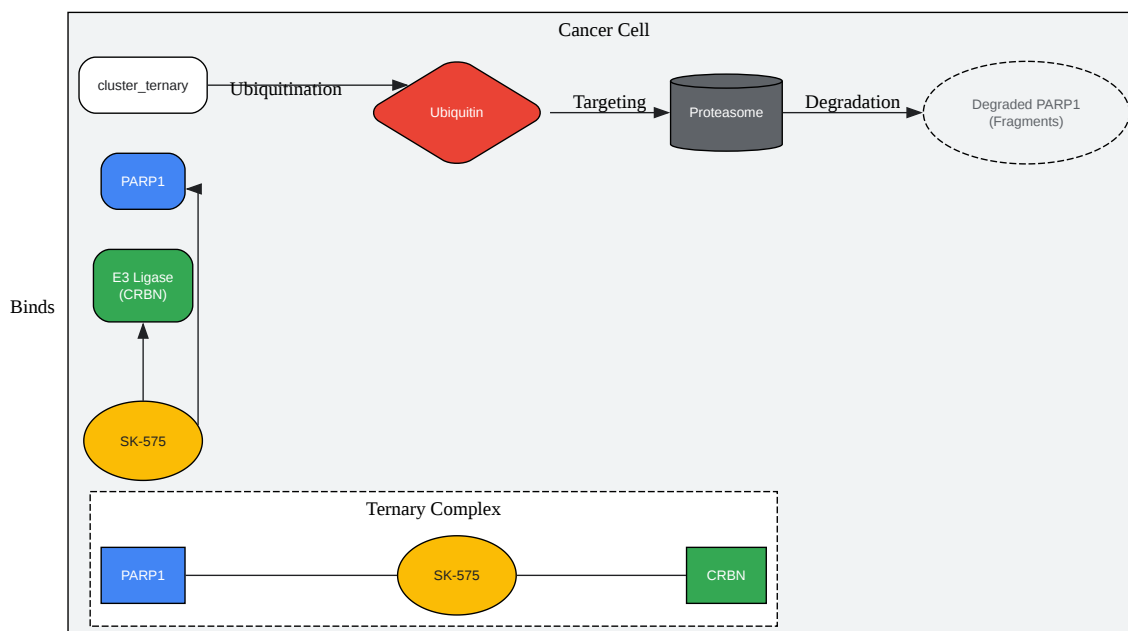 Cancer Cell
cluster_ternary
Ubiquitination
Ubiquitin
Targeting
Proteasome
Degradation
Degraded PARP1
(Fragments)
PARP1
E3 Ligase
(CRBN)
Binds
SK-575
Ternary Complex
PARP1
SK-575
CRBN